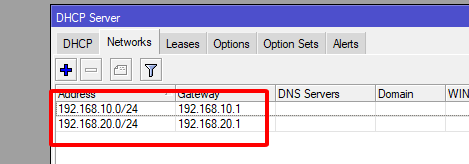 DHCP Server
DHCP Networks Leases Options Option Sets Alerts
Address Gateway DNS Servers Domain WIN
192.168.10.0/24 192.168.10.1
192.168.20.0/24 192.168.20.1